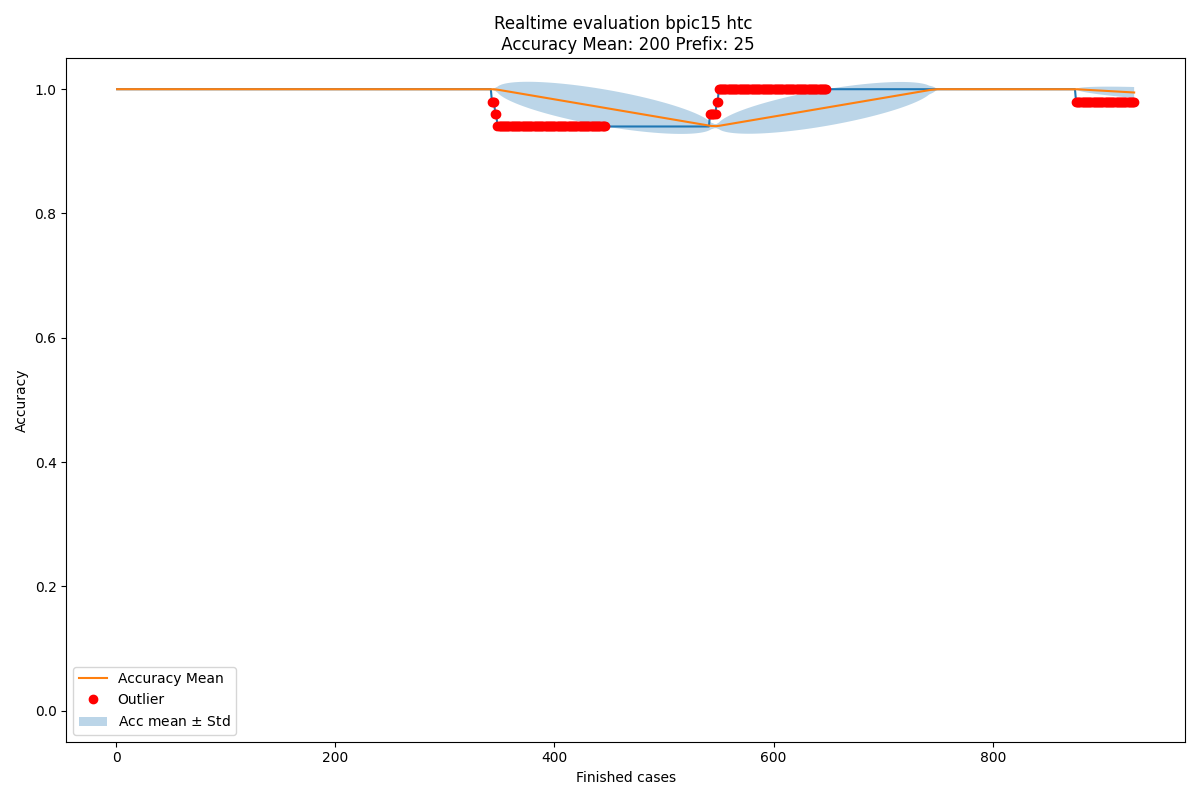 Realtime evaluation bpic15 htc
Accuracy Mean: 200 Prefix: 25
1.0
0.8
0.6
0.4
0.2
0.0
Accuracy
Accuracy Mean
Outlier
Acc mean ± Std
0
200
400
600
800
Finished cases